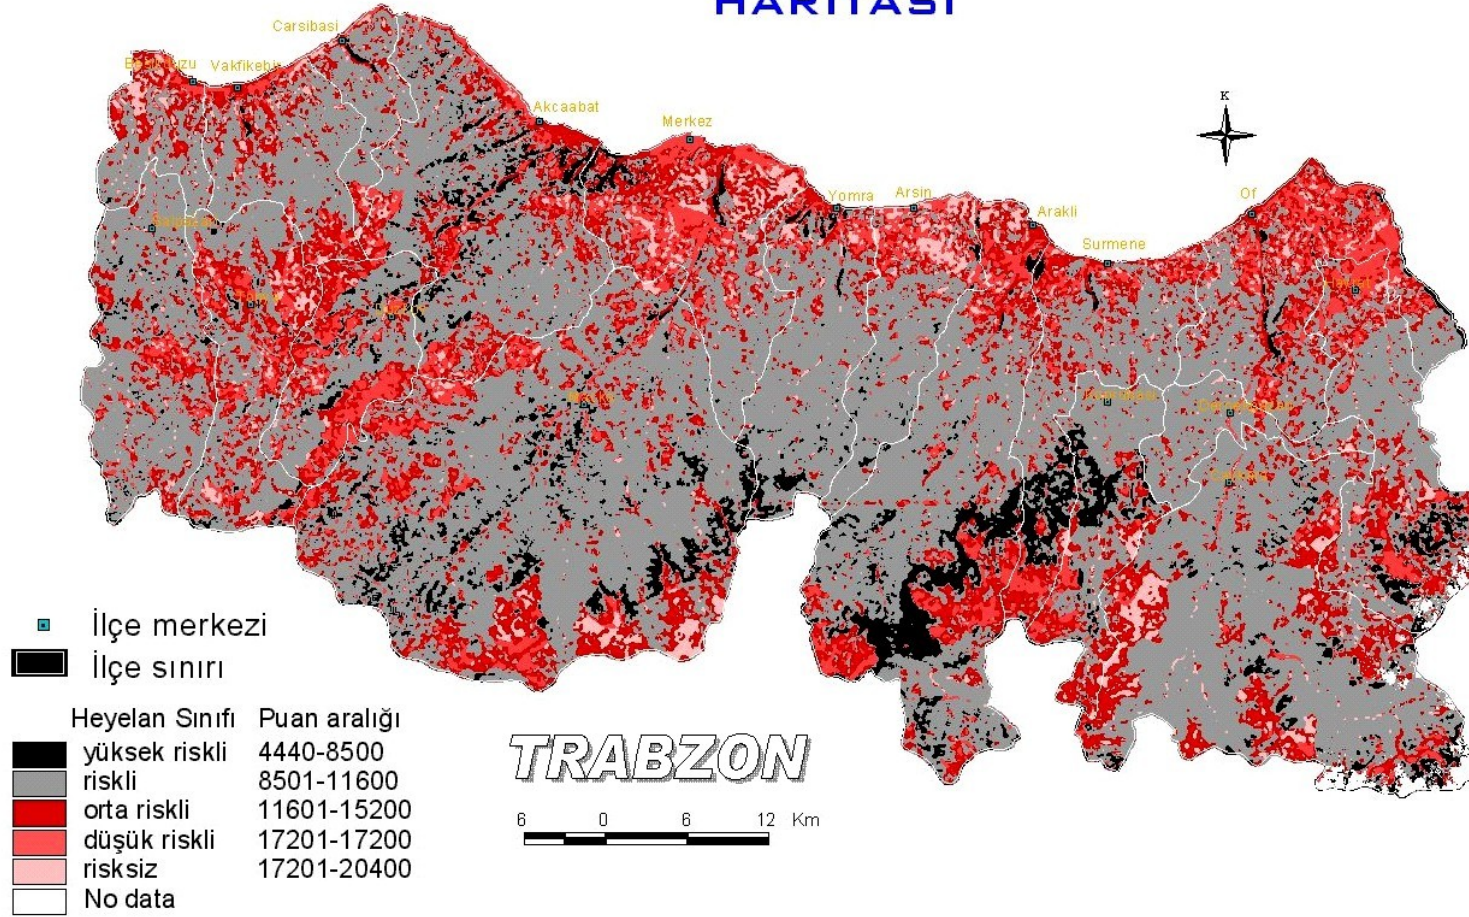 HARİTASI
Carsibasi
Vakfikebir
Akcaabat
Merkez
K
Yomra
Arsin
Of
Arakli
Surmene
İlçe merkezi
İlçe sınırı
Heyelan Sınıfı Puan aralığı
yüksek riskli 4440-8500
riskli 8501-11600
orta riskli 11601-15200
düşük riskli 17201-17200
risksiz 17201-20400
No data
TRABZON
6 0 6 12 Km